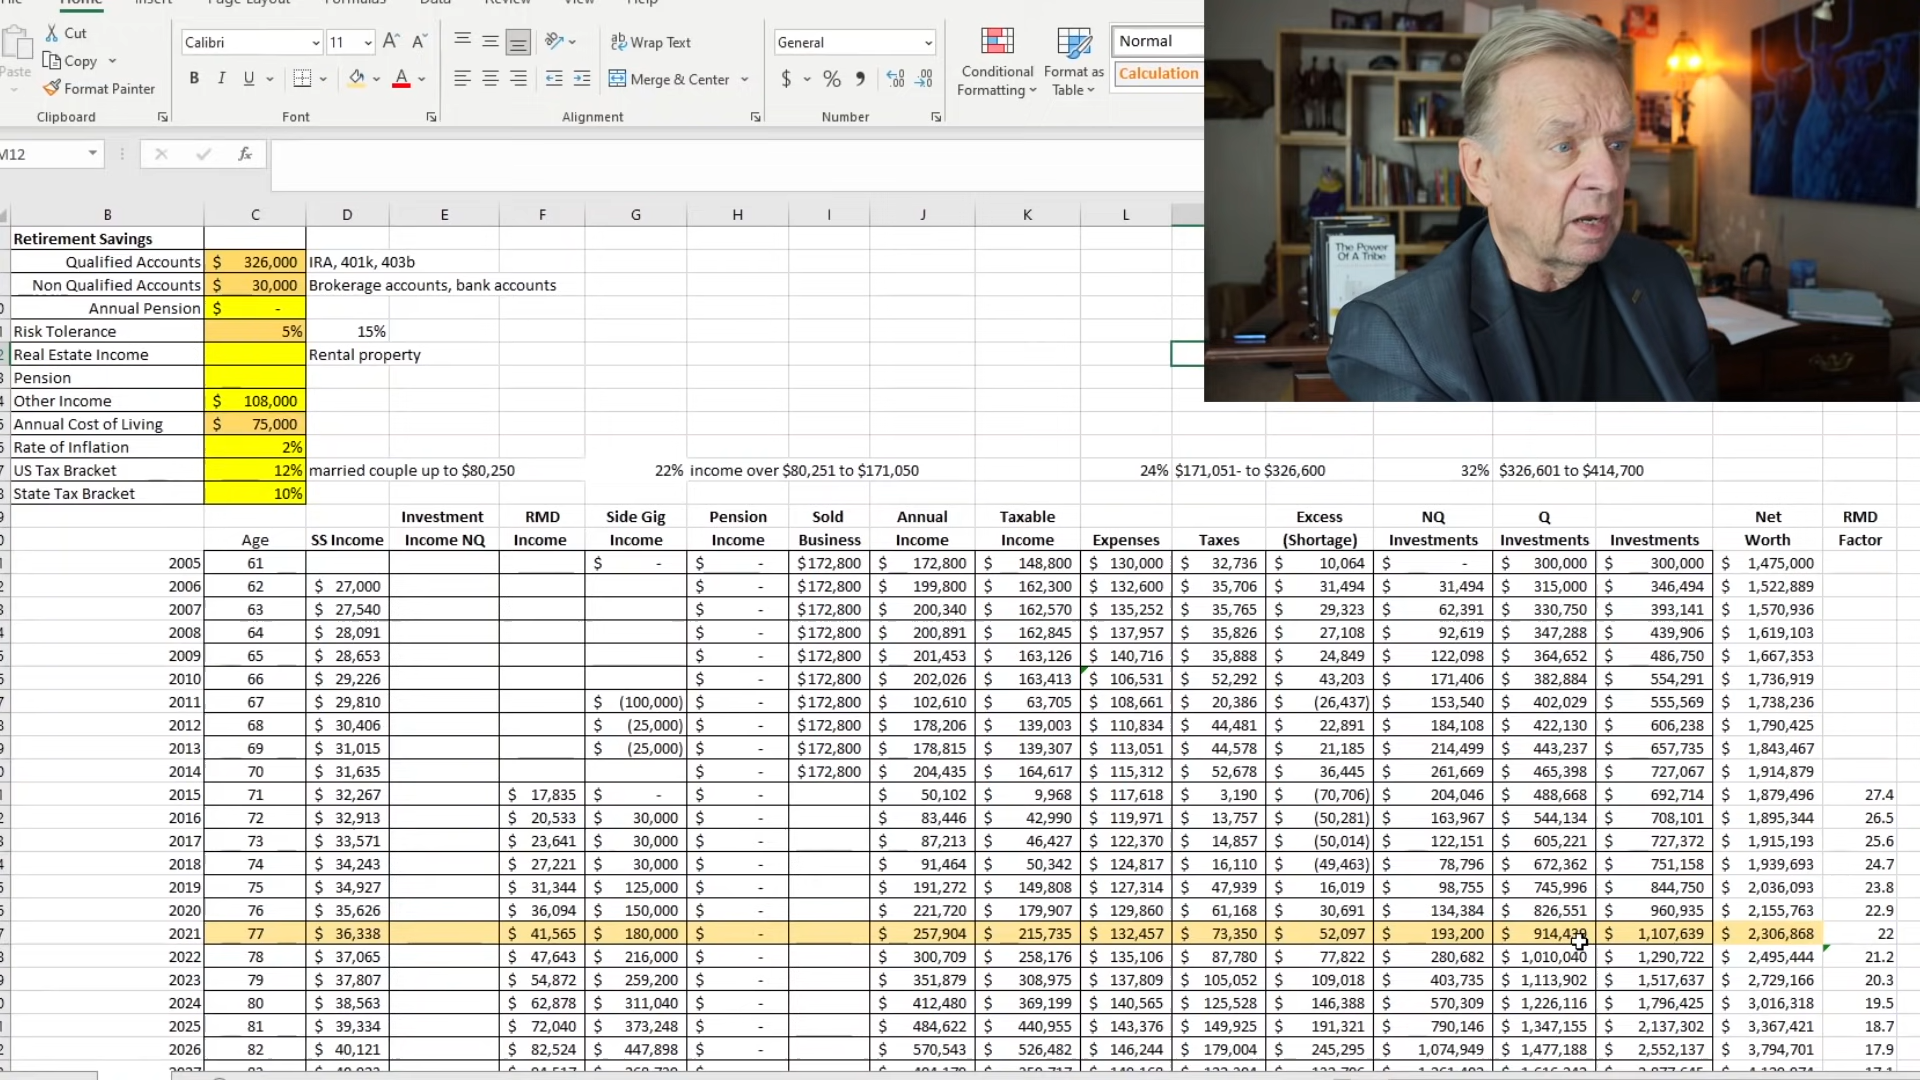 File Home Insert Page Layout Formulas Data Review View Help
Paste
Cut
Copy
Format Painter
Clipboard
Calibri 11 A A
B I U A
Font
ab Wrap Text
Merge & Center
Alignment
General
$ % 9
Number
Conditional Formatting
Format as Table
Normal
Calculation
M12 fx
The Power Of A Tribe
B C D E F G H I J K L
Retirement Savings
Qualified Accounts $ 326,000 IRA, 401k, 403b
Non Qualified Accounts $ 30,000 Brokerage accounts, bank accounts
Annual Pension $ -
Risk Tolerance 5% 15%
Real Estate Income Rental property
Pension
Other Income $ 108,000
Annual Cost of Living $ 75,000
Rate of Inflation 2%
US Tax Bracket 12% married couple up to $80,250 22% income over $80,251 to $171,050 24% $171,051- to $326,600 32% $326,601 to $414,700
State Tax Bracket 10%
Investment RMD Side Gig Pension Sold Annual Taxable Excess NQ Q Net RMD
Age SS Income Income NQ Income Income Income Business Income Income Expenses Taxes (Shortage) Investments Investments Investments Worth Factor
2005 61 $ - $ - $172,800 $ 172,800 $ 148,800 $ 130,000 $ 32,736 $ 10,064 $ - $ 300,000 $ 300,000 $ 1,475,000
2006 62 $ 27,000 $ - $172,800 $ 199,800 $ 162,300 $ 132,600 $ 35,706 $ 31,494 $ 31,494 $ 315,000 $ 346,494 $ 1,522,889
2007 63 $ 27,540 $ - $172,800 $ 200,340 $ 162,570 $ 135,252 $ 35,765 $ 29,323 $ 62,391 $ 330,750 $ 393,141 $ 1,570,936
2008 64 $ 28,091 $ - $172,800 $ 200,891 $ 162,845 $ 137,957 $ 35,826 $ 27,108 $ 92,619 $ 347,288 $ 439,906 $ 1,619,103
2009 65 $ 28,653 $ - $172,800 $ 201,453 $ 163,126 $ 140,716 $ 35,888 $ 24,849 $ 122,098 $ 364,652 $ 486,750 $ 1,667,353
2010 66 $ 29,226 $ - $172,800 $ 202,026 $ 163,413 $ 106,531 $ 52,292 $ 43,203 $ 171,406 $ 382,884 $ 554,291 $ 1,736,919
2011 67 $ 29,810 $ (100,000) $ - $172,800 $ 102,610 $ 63,705 $ 108,661 $ 20,386 $ (26,437) $ 153,540 $ 402,029 $ 555,569 $ 1,738,236
2012 68 $ 30,406 $ (25,000) $ - $172,800 $ 178,206 $ 139,003 $ 110,834 $ 44,481 $ 22,891 $ 184,108 $ 422,130 $ 606,238 $ 1,790,425
2013 69 $ 31,015 $ (25,000) $ - $172,800 $ 178,815 $ 139,307 $ 113,051 $ 44,578 $ 21,185 $ 214,499 $ 443,237 $ 657,735 $ 1,843,467
2014 70 $ 31,635 $ - $172,800 $ 204,435 $ 164,617 $ 115,312 $ 52,678 $ 36,445 $ 261,669 $ 465,398 $ 727,067 $ 1,914,879
2015 71 $ 32,267 $ 17,835 $ - $ - $ 50,102 $ 9,968 $ 117,618 $ 3,190 $ (70,706) $ 204,046 $ 488,668 $ 692,714 $ 1,879,496 27.4
2016 72 $ 32,913 $ 20,533 $ 30,000 $ - $ 83,446 $ 42,990 $ 119,971 $ 13,757 $ (50,281) $ 163,967 $ 544,134 $ 708,101 $ 1,895,344 26.5
2017 73 $ 33,571 $ 23,641 $ 30,000 $ - $ 87,213 $ 46,427 $ 122,370 $ 14,857 $ (50,014) $ 122,151 $ 605,221 $ 727,372 $ 1,915,193 25.6
2018 74 $ 34,243 $ 27,221 $ 30,000 $ - $ 91,464 $ 50,342 $ 124,817 $ 16,110 $ (49,463) $ 78,796 $ 672,362 $ 751,158 $ 1,939,693 24.7
2019 75 $ 34,927 $ 31,344 $ 125,000 $ - $ 191,272 $ 149,808 $ 127,314 $ 47,939 $ 16,019 $ 98,755 $ 745,996 $ 844,750 $ 2,036,093 23.8
2020 76 $ 35,626 $ 36,094 $ 150,000 $ - $ 221,720 $ 179,907 $ 129,860 $ 61,168 $ 30,691 $ 134,384 $ 826,551 $ 960,935 $ 2,155,763 22.9
2021 77 $ 36,338 $ 41,565 $ 180,000 $ - $ 257,904 $ 215,735 $ 132,457 $ 73,350 $ 52,097 $ 193,200 $ $ 1,107,639 $ 2,306,868 22
2022 78 $ 37,065 $ 47,643 $ 216,000 $ - $ 300,709 $ 258,176 $ 135,106 $ 87,780 $ 77,822 $ 280,682 $ 1,010,040 $ 1,290,722 $ 2,495,444 21.2
2023 79 $ 37,807 $ 54,872 $ 259,200 $ - $ 351,879 $ 308,975 $ 137,809 $ 105,052 $ 109,018 $ 403,735 $ 1,113,902 $ 1,517,637 $ 2,729,166 20.3
2024 80 $ 38,563 $ 62,878 $ 311,040 $ - $ 412,480 $ 369,199 $ 140,565 $ 125,528 $ 146,388 $ 570,309 $ 1,226,116 $ 1,796,425 $ 3,016,318 19.5
2025 81 $ 39,334 $ 72,040 $ 373,248 $ - $ 484,622 $ 440,955 $ 143,376 $ 149,925 $ 191,321 $ 790,146 $ 1,347,155 $ 2,137,302 $ 3,367,421 18.7
2026 82 $ 40,121 $ 82,524 $ 447,898 $ - $ 570,543 $ 526,482 $ 146,244 $ 179,004 $ 245,295 $ 1,074,949 $ 1,477,188 $ 2,552,137 $ 3,794,701 17.9